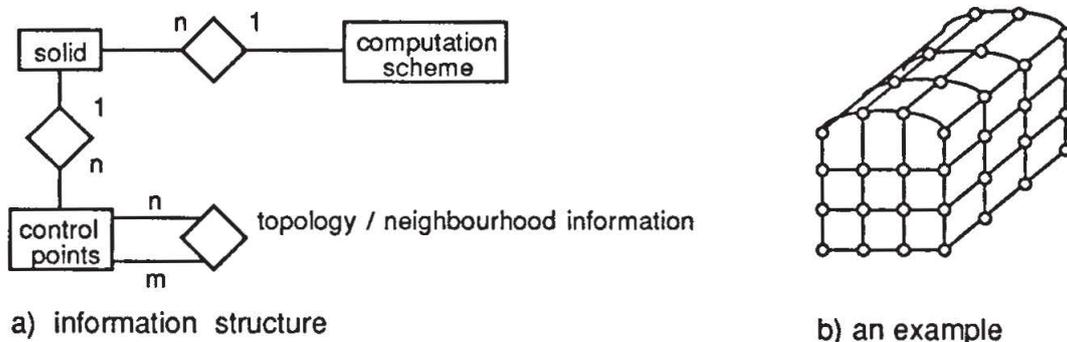 solid
n
1
computation
scheme
1
n
control
points
n
m
topology / neighbourhood information
a) information structure
b) an example